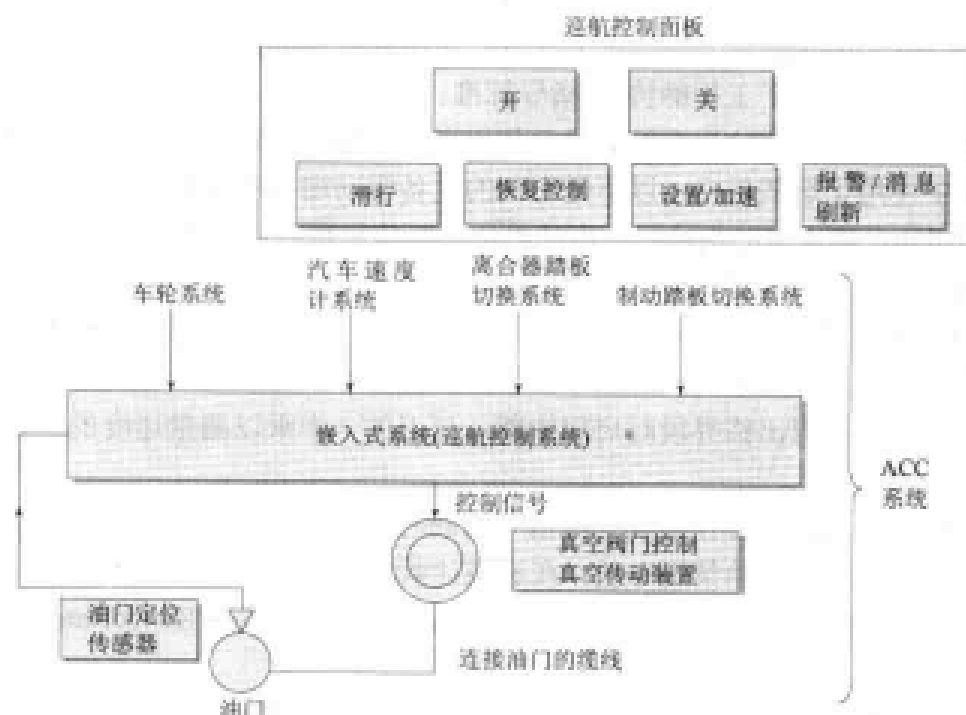 巡航控制面板
开
关
滑行
恢复控制
设置/加速
报警/消息
刷新
车轮系统
汽车速度
计系统
离合器踏板
切换系统
制动踏板切换系统
嵌入式系统(巡航控制系统)
ACC
系统
控制信号
真空阀门控制
真空传动装置
油门定位
传感器
连接油门的缆线
油门